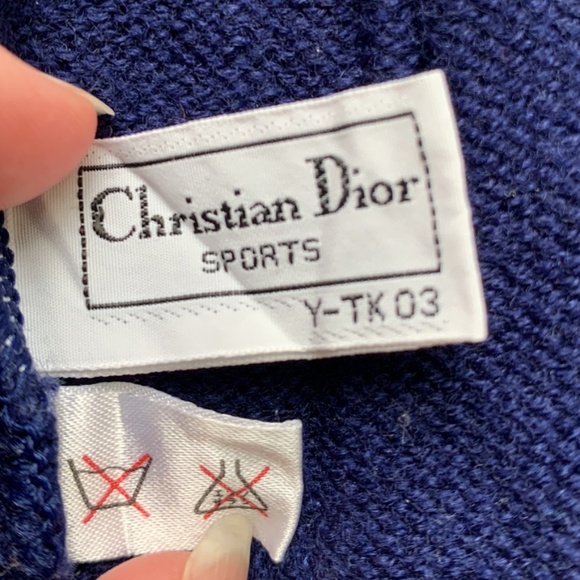 Christian Dior
SPORTS
Y-TK 03